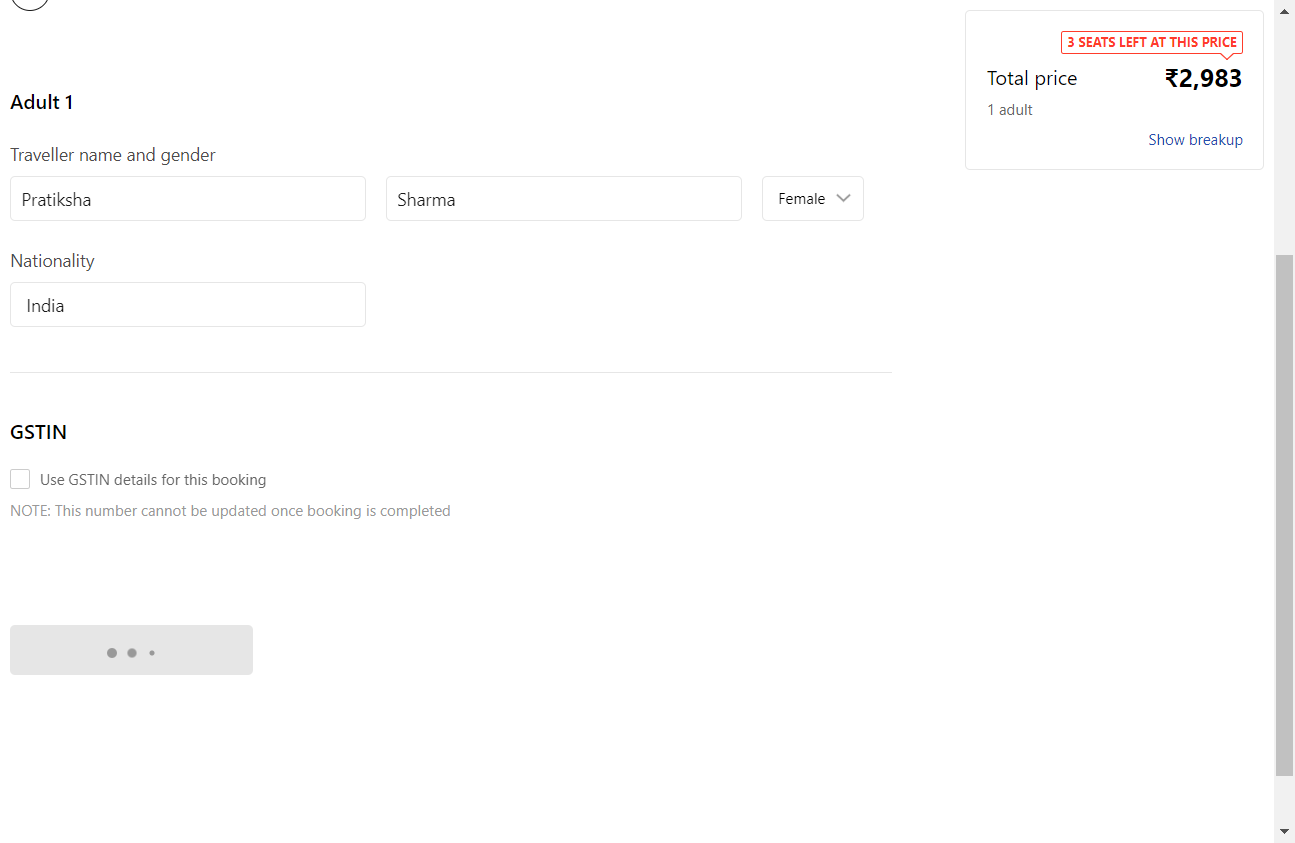 3 SEATS LEFT AT THIS PRICE
Total price ₹2,983
1 adult
Show breakup
Adult 1
Traveller name and gender
Pratiksha Sharma Female
Nationality
India
GSTIN
Use GSTIN details for this booking
NOTE: This number cannot be updated once booking is completed